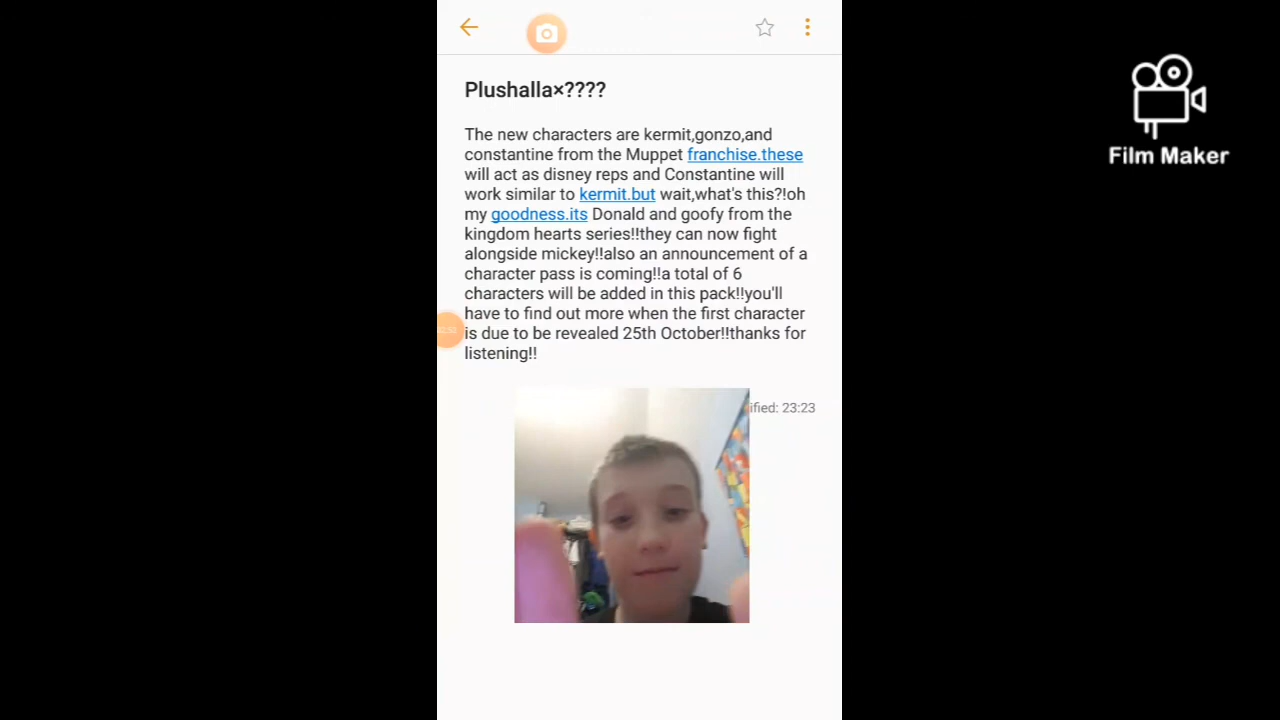 Plushalla×????
The new characters are kermit,gonzo,and
constantine from the Muppet franchise.these
will act as disney reps and Constantine will
work similar to kermit.but wait,what's this?!oh
my goodness.its Donald and goofy from the
kingdom hearts series!!they can now fight
alongside mickey!!also an announcement of a
character pass is coming!!a total of 6
characters will be added in this pack!!you'll
have to find out more when the first character
is due to be revealed 25th October!!thanks for
listening!!
ified: 23:23
Film Maker